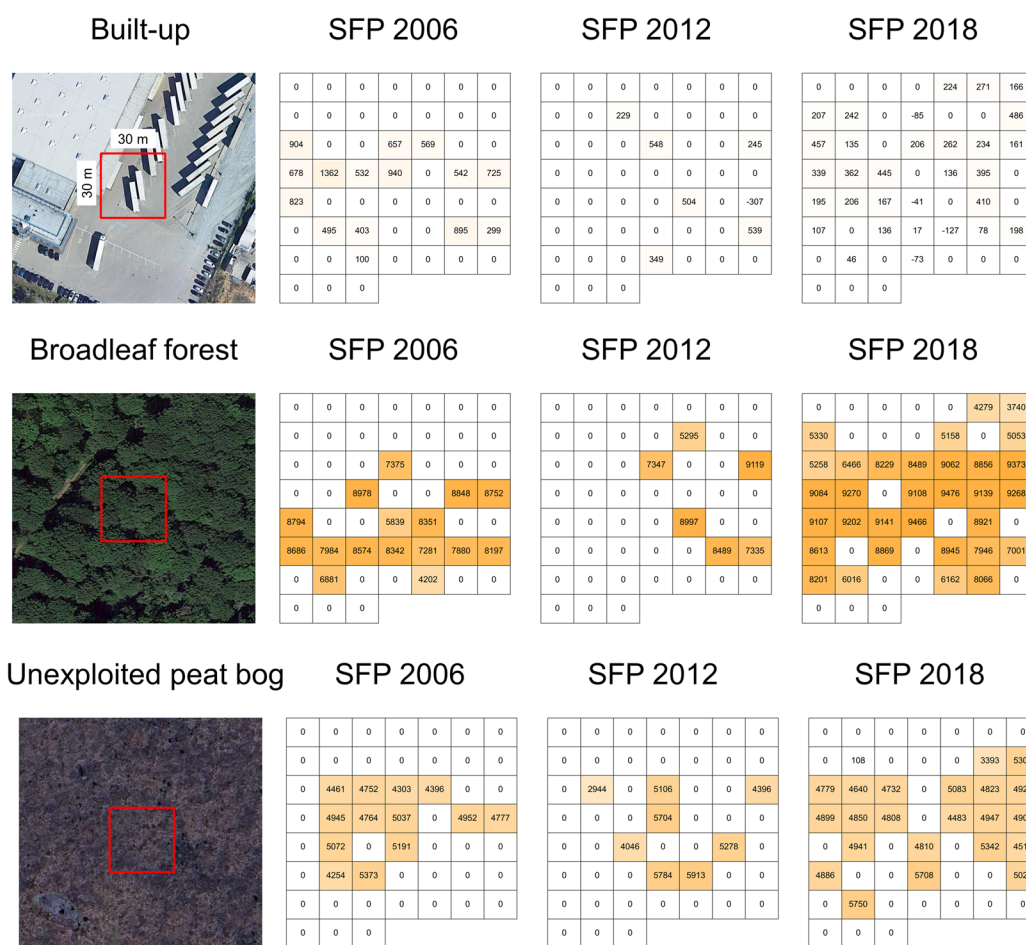 Built-up SFP 2006 SFP 2012 SFP 2018
30 m
30 m
0 0 0 0 0 0 0 0 0 0 0 0 0 0 0 0 0 0 224 271 166
0 0 0 0 0 0 0 0 0 229 0 0 0 0 207 242 0 -85 0 0 486
904 0 0 657 569 0 0 0 0 0 548 0 0 245 457 135 0 206 262 234 161
678 1362 532 940 0 542 725 0 0 0 0 0 0 0 339 362 445 0 136 395 0
823 0 0 0 0 0 0 0 0 0 0 504 0 -307 195 206 167 -41 0 410 0
0 495 403 0 0 895 299 0 0 0 0 0 0 539 107 0 136 17 -127 78 198
0 0 100 0 0 0 0 0 0 0 349 0 0 0 0 46 0 -73 0 0 0
0 0 0 0 0 0 0 0 0
Broadleaf forest SFP 2006 SFP 2012 SFP 2018
0 0 0 0 0 0 0 0 0 0 0 0 0 0 0 0 0 0 0 4279 3740
0 0 0 0 0 0 0 0 0 0 0 5295 0 0 5330 0 0 0 5158 0 5053
0 0 0 7375 0 0 0 0 0 0 7347 0 0 9119 5258 6466 8229 8489 9062 8856 9373
0 0 8978 0 0 8848 8752 0 0 0 0 0 0 0 9084 9270 0 9108 9476 9139 9268
8794 0 0 5839 8351 0 0 0 0 0 0 8997 0 0 9107 9202 9141 9466 0 8921 0
8686 7984 8574 8342 7281 7880 8197 0 0 0 0 0 8489 7335 8613 0 8869 0 8945 7946 7001
0 6881 0 0 4202 0 0 0 0 0 0 0 0 0 8201 6016 0 0 6162 8066 0
0 0 0 0 0 0 0 0 0
Unexploited peat bog SFP 2006 SFP 2012 SFP 2018
0 0 0 0 0 0 0 0 0 0 0 0 0 0 0 0 0 0 0 0 0
0 0 0 0 0 0 0 0 0 0 0 0 0 0 0 108 0 0 0 3393 530
0 4461 4752 4303 4396 0 0 0 2944 0 5106 0 0 4396 4779 4640 4732 0 5083 4823 492
0 4945 4764 5037 0 4952 4777 0 0 0 5704 0 0 0 4899 4850 4808 0 4483 4947 490
0 5072 0 5191 0 0 0 0 0 4046 0 0 5278 0 0 4941 0 4810 0 5342 451
0 4254 5373 0 0 0 0 0 0 0 5784 5913 0 0 4886 0 0 5708 0 0 502
0 0 0 0 0 0 0 0 0 0 0 0 0 0 0 5750 0 0 0 0 0
0 0 0 0 0 0 0 0 0